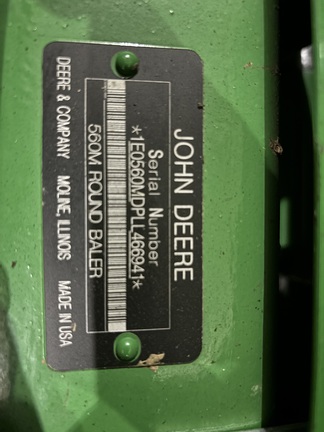 JOHN DEERE
Serial Number
*1E0560MDPLL466941*
560M ROUND BALER
DEERE & COMPANY MOLINE, ILLINOIS MADE IN USA